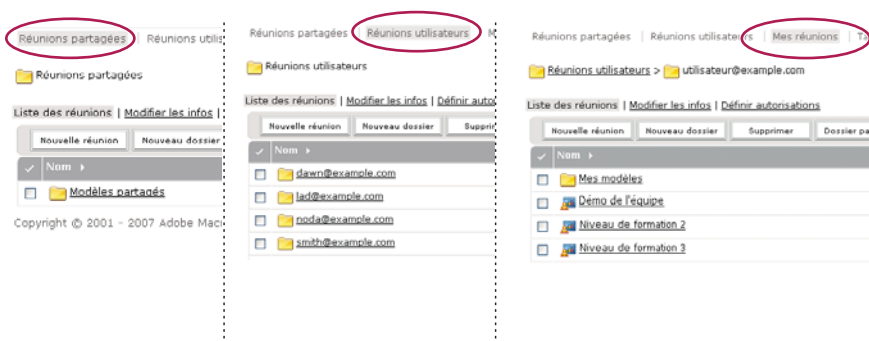 Réunions partagées | Réunions utilis
Réunions partagées
Liste des réunions | Modifier les infos |
Nouvelle réunion Nouveau dossier
Nom
Modèles partagés
Copyright © 2001 - 2007 Adobe Mac
Réunions partagées Réunions utilisateurs M
Réunions utilisateurs
Liste des réunions | Modifier les infos | Définir auto
Nouvelle réunion Nouveau dossier Supprir
Nom
dawn@example.com
lad@example.com
noda@example.com
smith@example.com
Réunions partagées | Réunions utilisateurs | Mes réunions | Ta
Réunions utilisateurs > utilisateur@example.com
Liste des réunions | Modifier les infos | Définir autorisations
Nouvelle réunion Nouveau dossier Supprimer Dossier pa
Nom
Mes modèles
Démo de l'équipe
Niveau de formation 2
Niveau de formation 3